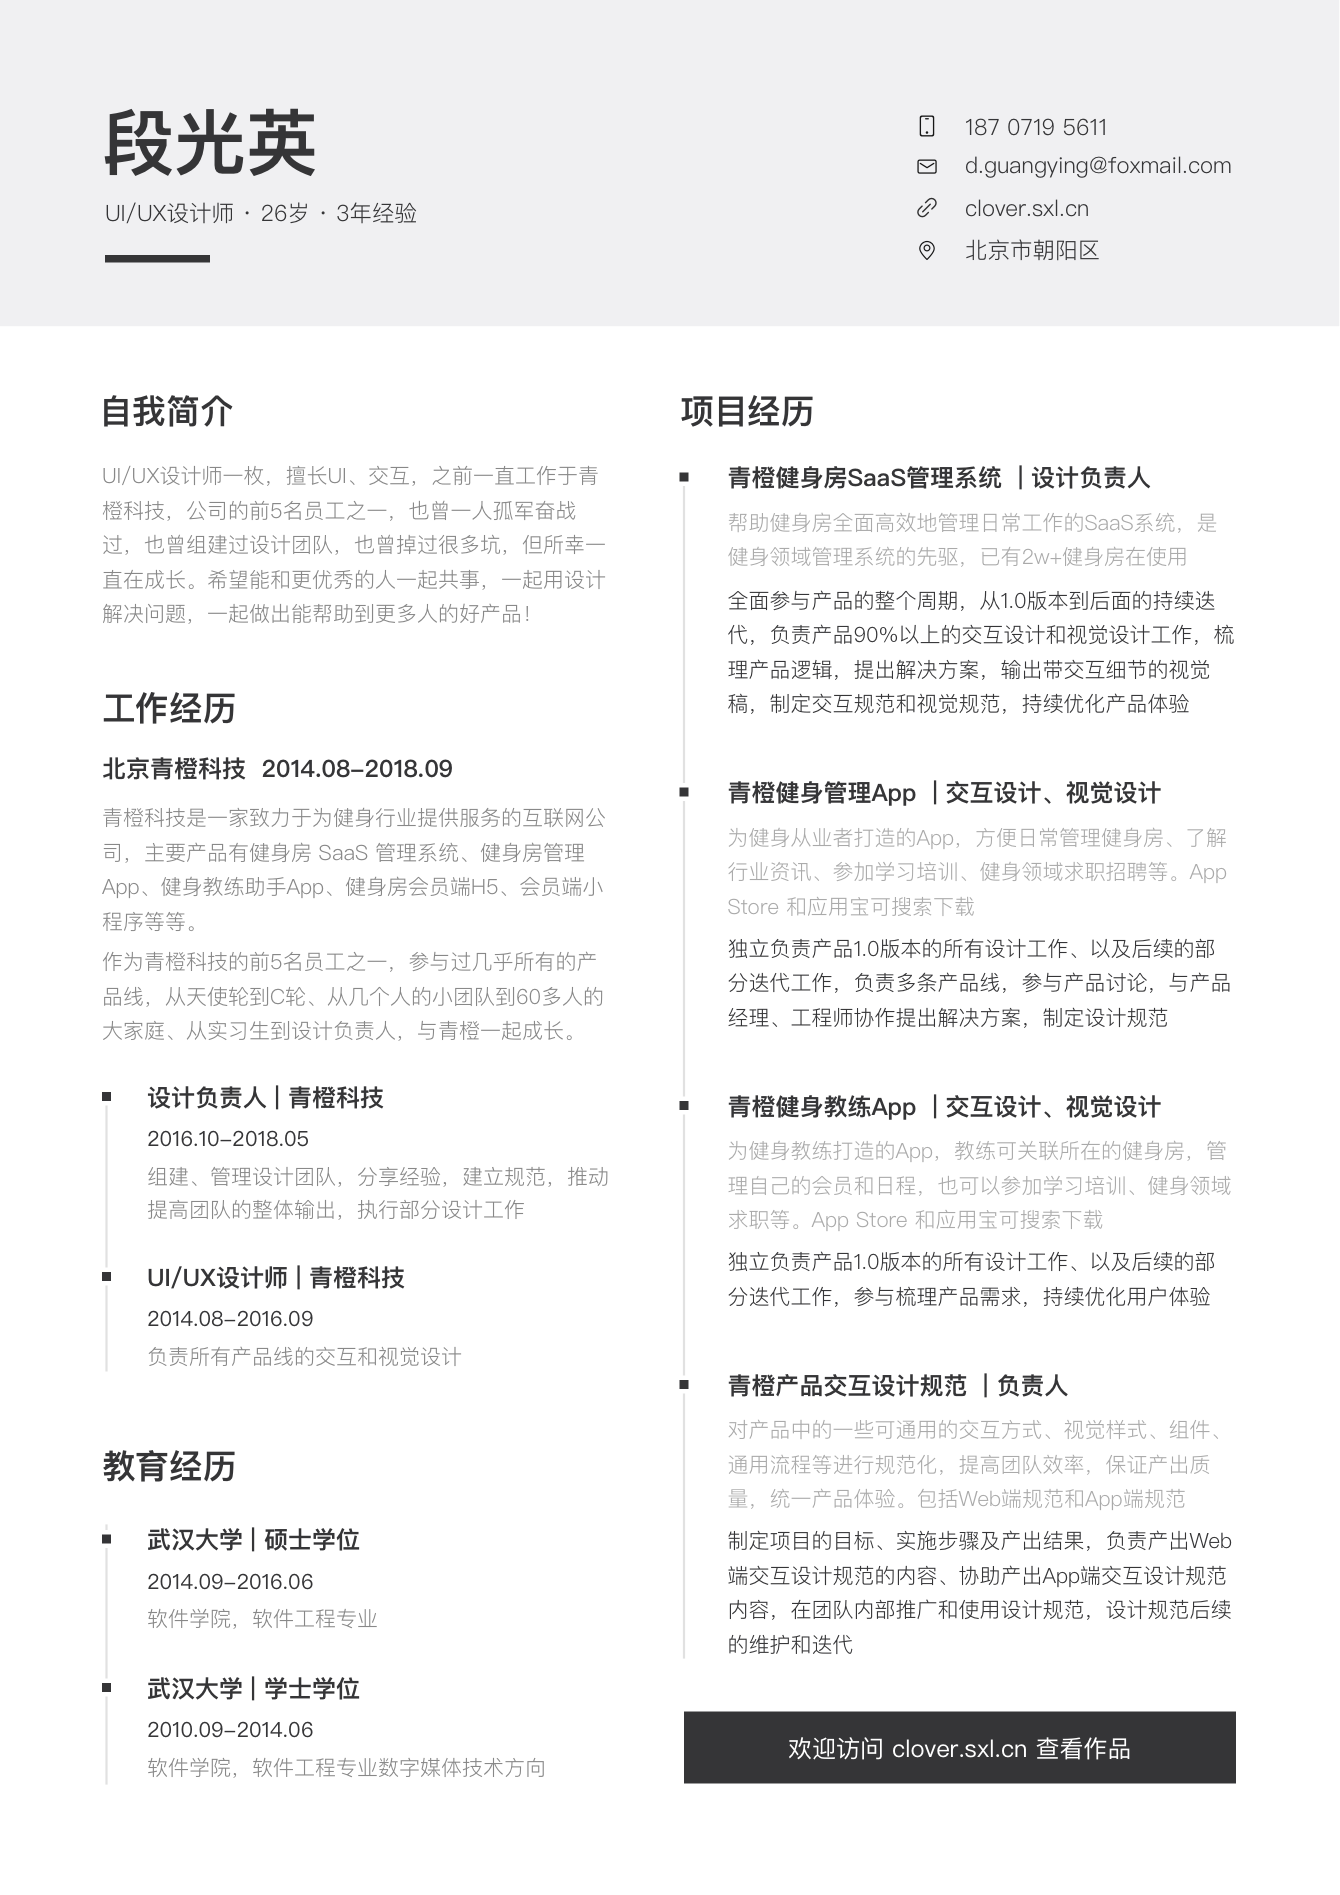 段光英
UI/UX设计师 · 26岁 · 3年经验
187 0719 5611
d.guangying@foxmail.com
clover.sxl.cn
北京市朝阳区
自我简介
UI/UX设计师一枚，擅长UI、交互，之前一直工作于青
橙科技，公司的前5名员工之一，也曾一人孤军奋战
过，也曾组建过设计团队，也曾掉过很多坑，但所幸一
直在成长。希望能和更优秀的人一起共事，一起用设计
解决问题，一起做出能帮助到更多人的好产品！
工作经历
北京青橙科技 2014.08–2018.09
青橙科技是一家致力于为健身行业提供服务的互联网公
司，主要产品有健身房 SaaS 管理系统、健身房管理
App、健身教练助手App、健身房会员端H5、会员端小
程序等等。
作为青橙科技的前5名员工之一，参与过几乎所有的产
品线，从天使轮到C轮、从几个人的小团队到60多人的
大家庭、从实习生到设计负责人，与青橙一起成长。
设计负责人 | 青橙科技
2016.10–2018.05
组建、管理设计团队，分享经验，建立规范，推动
提高团队的整体输出，执行部分设计工作
UI/UX设计师 | 青橙科技
2014.08–2016.09
负责所有产品线的交互和视觉设计
教育经历
武汉大学 | 硕士学位
2014.09–2016.06
软件学院，软件工程专业
武汉大学 | 学士学位
2010.09–2014.06
软件学院，软件工程专业数字媒体技术方向
项目经历
青橙健身房SaaS管理系统 | 设计负责人
帮助健身房全面高效地管理日常工作的SaaS系统，是
健身领域管理系统的先驱，已有2w+健身房在使用
全面参与产品的整个周期，从1.0版本到后面的持续迭
代，负责产品90%以上的交互设计和视觉设计工作，梳
理产品逻辑，提出解决方案，输出带交互细节的视觉
稿，制定交互规范和视觉规范，持续优化产品体验
青橙健身管理App | 交互设计、视觉设计
为健身从业者打造的App，方便日常管理健身房、了解
行业资讯、参加学习培训、健身领域求职招聘等。App
Store 和应用宝可搜索下载
独立负责产品1.0版本的所有设计工作、以及后续的部
分迭代工作，负责多条产品线，参与产品讨论，与产品
经理、工程师协作提出解决方案，制定设计规范
青橙健身教练App | 交互设计、视觉设计
为健身教练打造的App，教练可关联所在的健身房，管
理自己的会员和日程，也可以参加学习培训、健身领域
求职等。App Store 和应用宝可搜索下载
独立负责产品1.0版本的所有设计工作、以及后续的部
分迭代工作，参与梳理产品需求，持续优化用户体验
青橙产品交互设计规范 | 负责人
对产品中的一些可通用的交互方式、视觉样式、组件、
通用流程等进行规范化，提高团队效率，保证产出质
量，统一产品体验。包括Web端规范和App端规范
制定项目的目标、实施步骤及产出结果，负责产出Web
端交互设计规范的内容、协助产出App端交互设计规范
内容，在团队内部推广和使用设计规范，设计规范后续
的维护和迭代
欢迎访问 clover.sxl.cn 查看作品